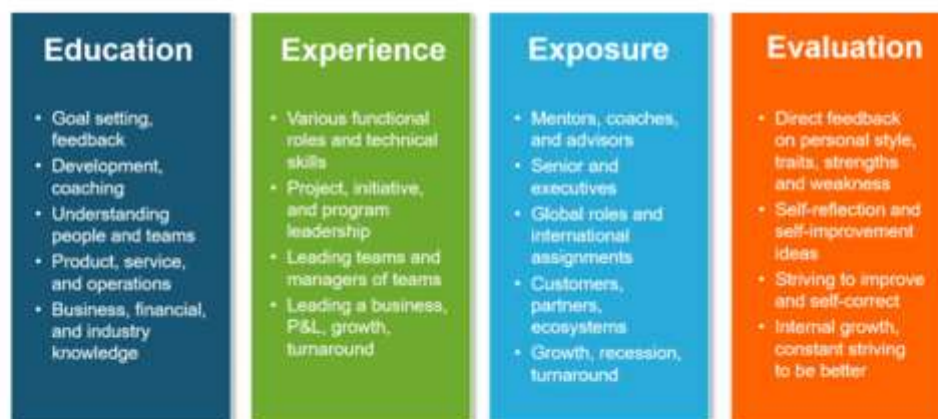 Education
• Goal setting,
feedback
• Development,
coaching
• Understanding
people and teams
• Product, service,
and operations
• Business, financial,
and industry
knowledge
Experience
• Various functional
roles and technical
skills
• Project, initiative,
and program
leadership
• Leading teams and
managers of teams
• Leading a business,
P&L, growth,
turnaround
Exposure
• Mentors, coaches,
and advisors
• Senior and
executives
• Global roles and
international
assignments
• Customers,
partners,
ecosystems
• Growth, recession,
turnaround
Evaluation
• Direct feedback
on personal style,
traits, strengths
and weakness
• Self-reflection and
self-improvement
ideas
• Striving to improve
and self-correct
• Internal growth,
constant striving
to be better